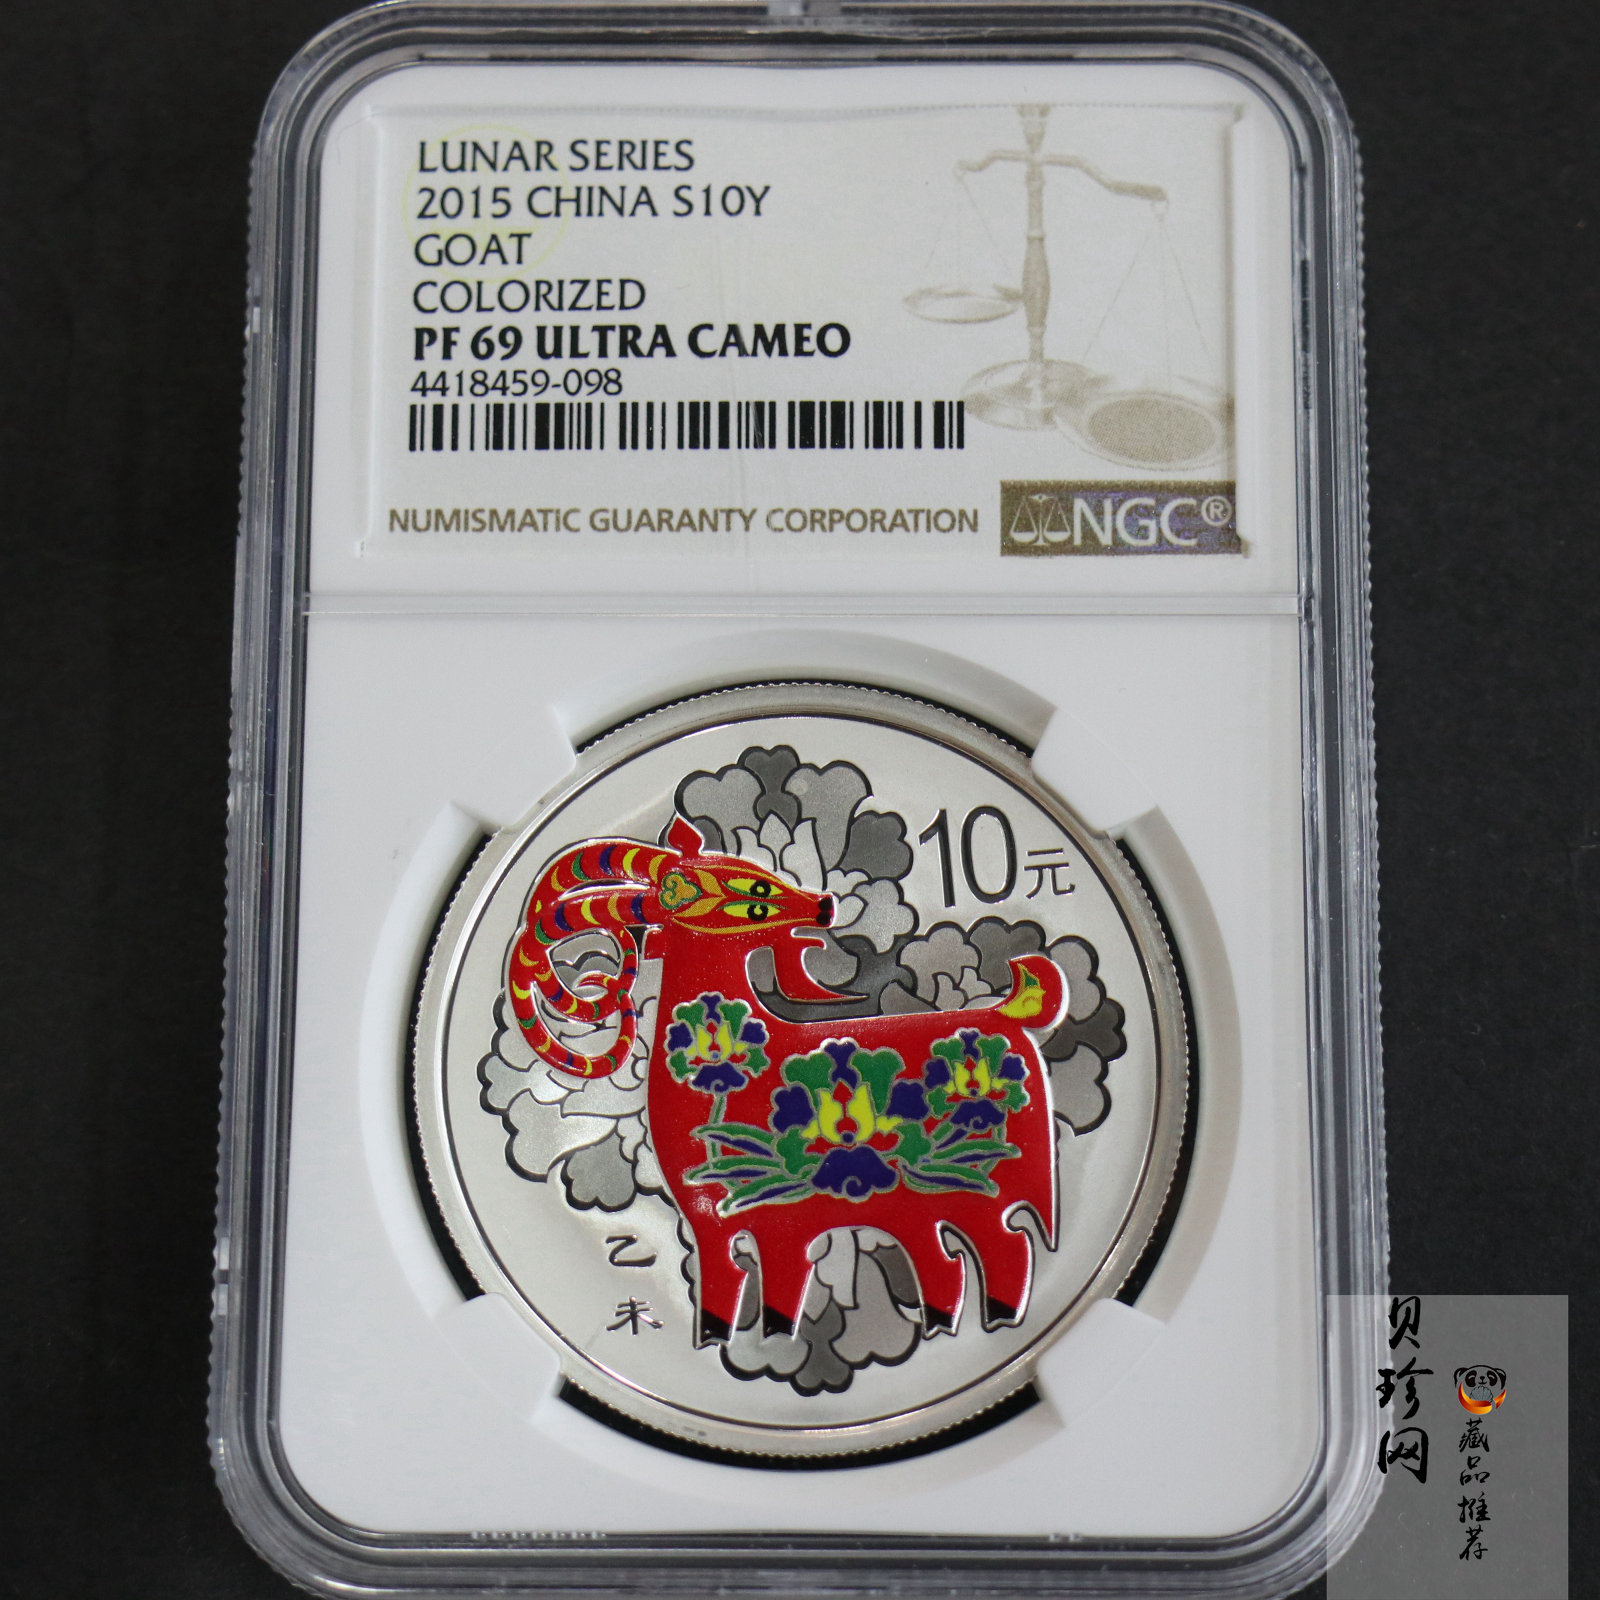 LUNAR SERIES
2015 CHINA S10Y
GOAT
COLORIZED
PF 69 ULTRA CAMEO
4418459-098
NUMISMATIC GUARANTY CORPORATION
NGC®
10元
乙未
贝珍网
藏品推荐